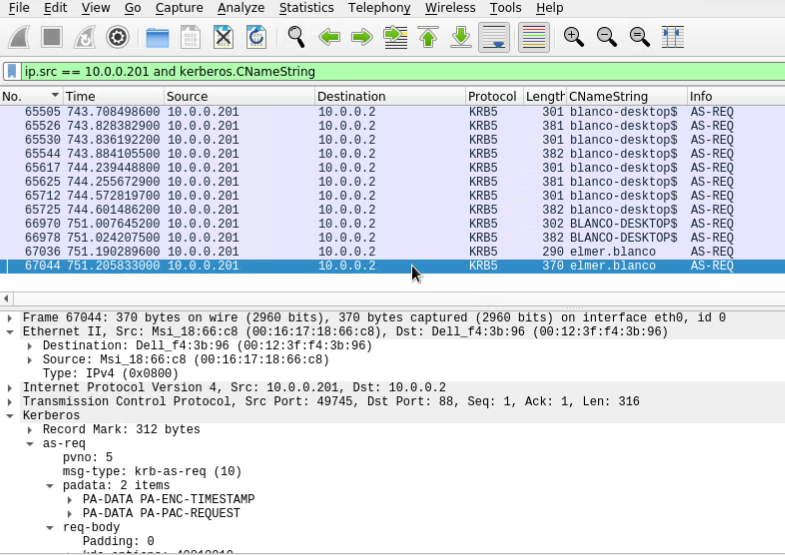 File Edit View Go Capture Analyze Statistics Telephony Wireless Tools Help
ip.src == 10.0.0.201 and kerberos.CNameString
No. Time Source Destination Protocol Length CNameString Info
65505 743.708498600 10.0.0.201 10.0.0.2 KRB5 301 blanco-desktop$ AS-REQ
65526 743.828382900 10.0.0.201 10.0.0.2 KRB5 381 blanco-desktop$ AS-REQ
65530 743.836192200 10.0.0.201 10.0.0.2 KRB5 301 blanco-desktop$ AS-REQ
65544 743.884105500 10.0.0.201 10.0.0.2 KRB5 382 blanco-desktop$ AS-REQ
65617 744.239448800 10.0.0.201 10.0.0.2 KRB5 301 blanco-desktop$ AS-REQ
65625 744.255672900 10.0.0.201 10.0.0.2 KRB5 381 blanco-desktop$ AS-REQ
65712 744.572819700 10.0.0.201 10.0.0.2 KRB5 301 blanco-desktop$ AS-REQ
65725 744.601486200 10.0.0.201 10.0.0.2 KRB5 382 blanco-desktop$ AS-REQ
66970 751.007645200 10.0.0.201 10.0.0.2 KRB5 302 BLANCO-DESKTOP$ AS-REQ
66978 751.024207500 10.0.0.201 10.0.0.2 KRB5 382 BLANCO-DESKTOP$ AS-REQ
67036 751.190289600 10.0.0.201 10.0.0.2 KRB5 290 elmer.blanco AS-REQ
67044 751.205833000 10.0.0.201 10.0.0.2 KRB5 370 elmer.blanco AS-REQ
Frame 67044: 370 bytes on wire (2960 bits), 370 bytes captured (2960 bits) on interface eth0, id 0
Ethernet II, Src: Msi_18:66:c8 (00:16:17:18:66:c8), Dst: Dell_f4:3b:96 (00:12:3f:f4:3b:96)
Destination: Dell_f4:3b:96 (00:12:3f:f4:3b:96)
Source: Msi_18:66:c8 (00:16:17:18:66:c8)
Type: IPv4 (0x0800)
Internet Protocol Version 4, Src: 10.0.0.201, Dst: 10.0.0.2
Transmission Control Protocol, Src Port: 49745, Dst Port: 88, Seq: 1, Ack: 1, Len: 316
Kerberos
Record Mark: 312 bytes
as-req
pvno: 5
msg-type: krb-as-req (10)
padata: 2 items
PA-DATA PA-ENC-TIMESTAMP
PA-DATA PA-PAC-REQUEST
req-body
Padding: 0